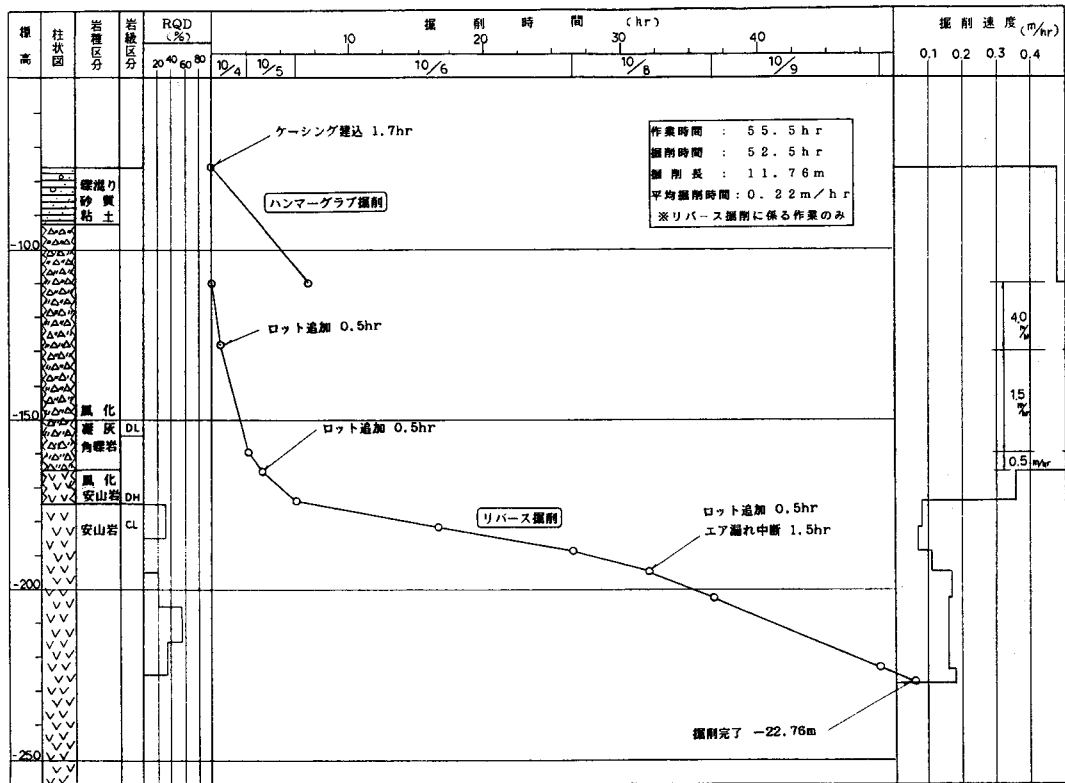 標高
柱状図
岩種区分
岩級区分
RQD
(%)
20 40 60 80
掘削時間 (hr)
10 20 30 40
10/4 10/5 10/6 10/8 10/9
掘削速度 (m/hr)
0.1 0.2 0.3 0.4
ケーシング建込 1.7hr
ハンマーグラブ掘削
作業時間 : 55.5hr
掘削時間 : 52.5hr
掘削長 : 11.76m
平均掘削時間 : 0.22m/hr
※リバース掘削に係る作業のみ
礫混り
砂質
粘土
-10.0
ロット追加 0.5hr
4.0
m/hr
1.5
m/hr
0.5 m/hr
-15.0
風化
凝灰
角礫岩
DL
ロット追加 0.5hr
風化
安山岩
DH
安山岩
CL
リバース掘削
ロット追加 0.5hr
エア漏れ中断 1.5hr
-20.0
掘削完了 -22.76m
-25.0